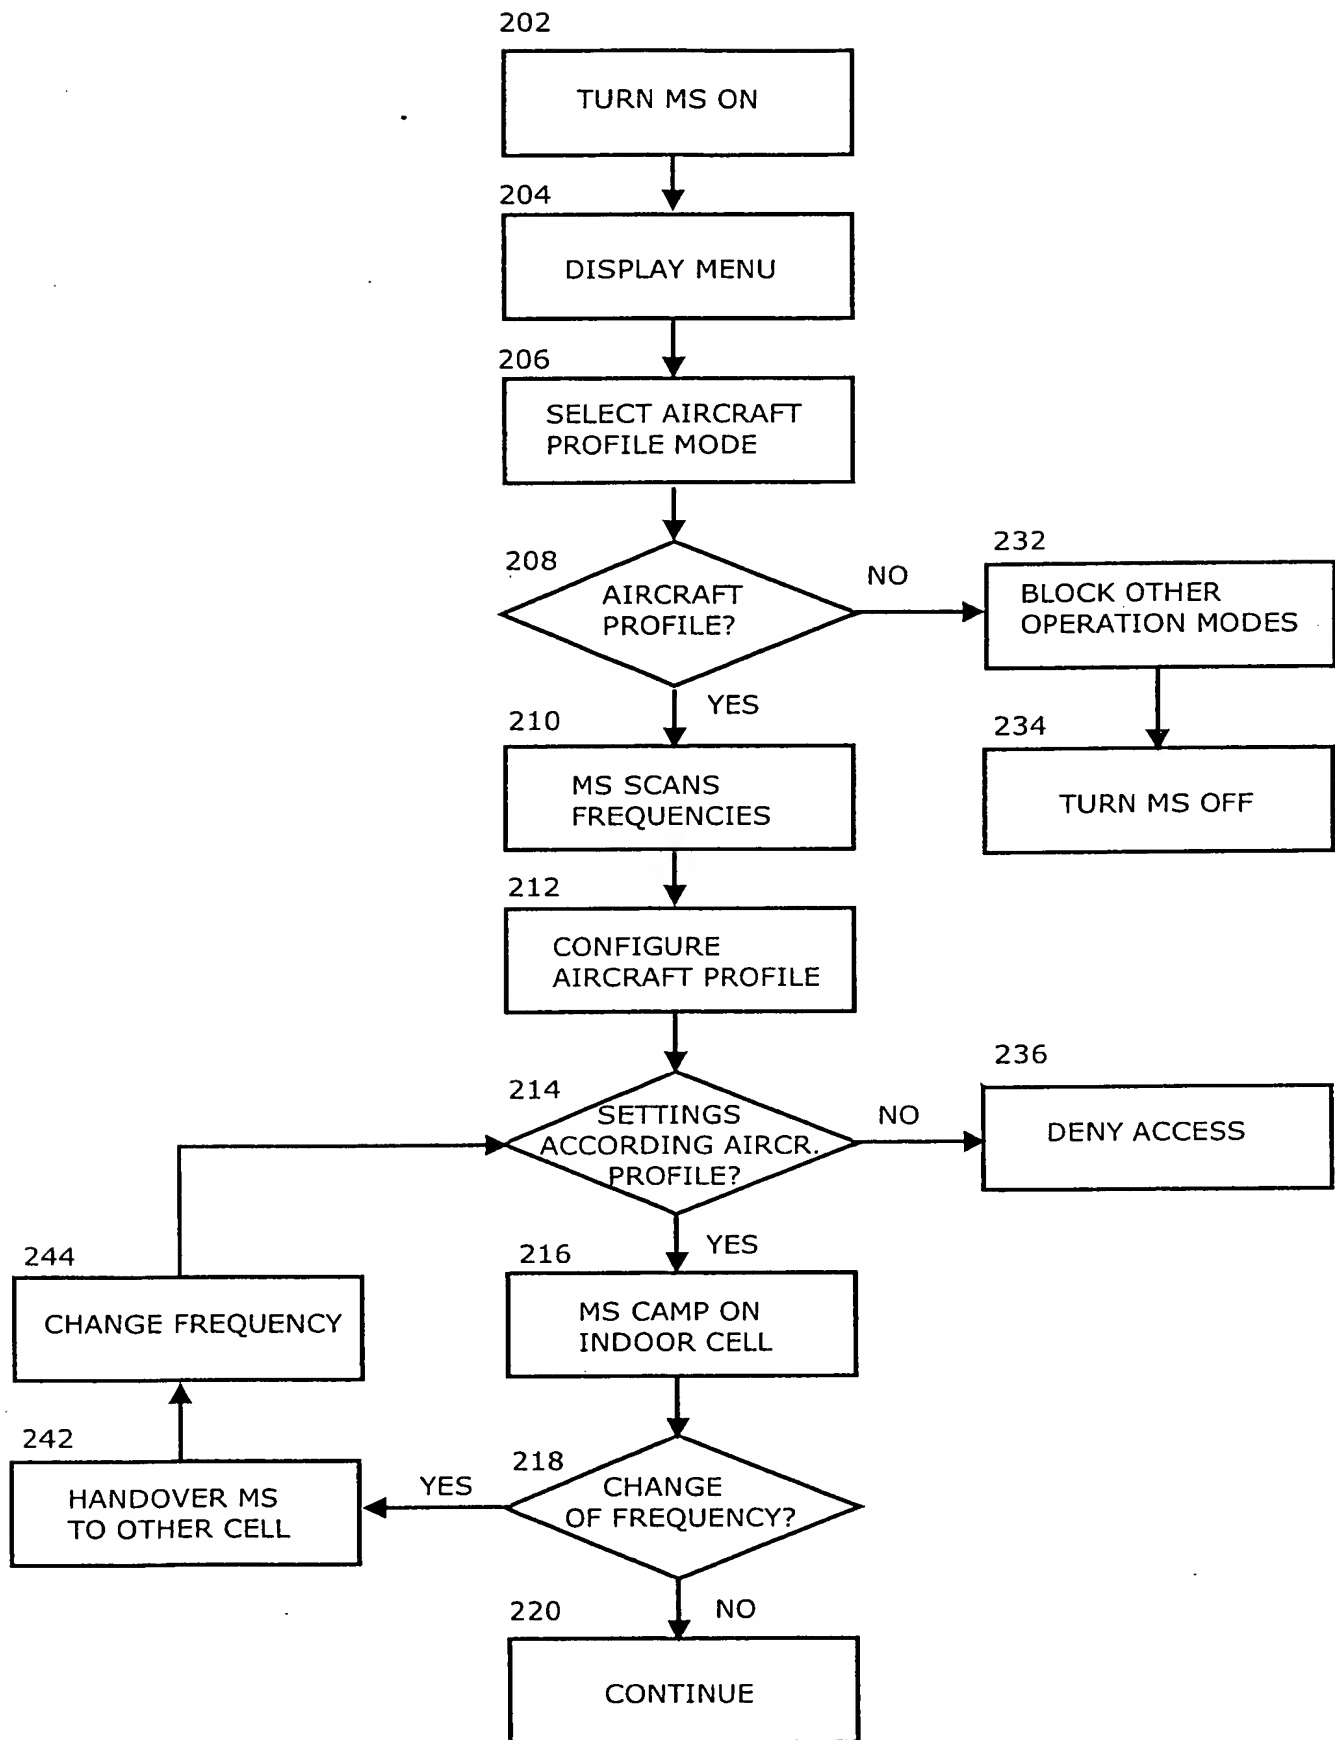 202
TURN MS ON
204
DISPLAY MENU
206
SELECT AIRCRAFT
PROFILE MODE
208
AIRCRAFT
PROFILE?
NO
232
BLOCK OTHER
OPERATION MODES
YES
210
MS SCANS
FREQUENCIES
234
TURN MS OFF
212
CONFIGURE
AIRCRAFT PROFILE
214
SETTINGS
ACCORDING AIRCR.
PROFILE?
NO
236
DENY ACCESS
YES
216
MS CAMP ON
INDOOR CELL
244
CHANGE FREQUENCY
242
HANDOVER MS
TO OTHER CELL
YES
218
CHANGE
OF FREQUENCY?
NO
220
CONTINUE